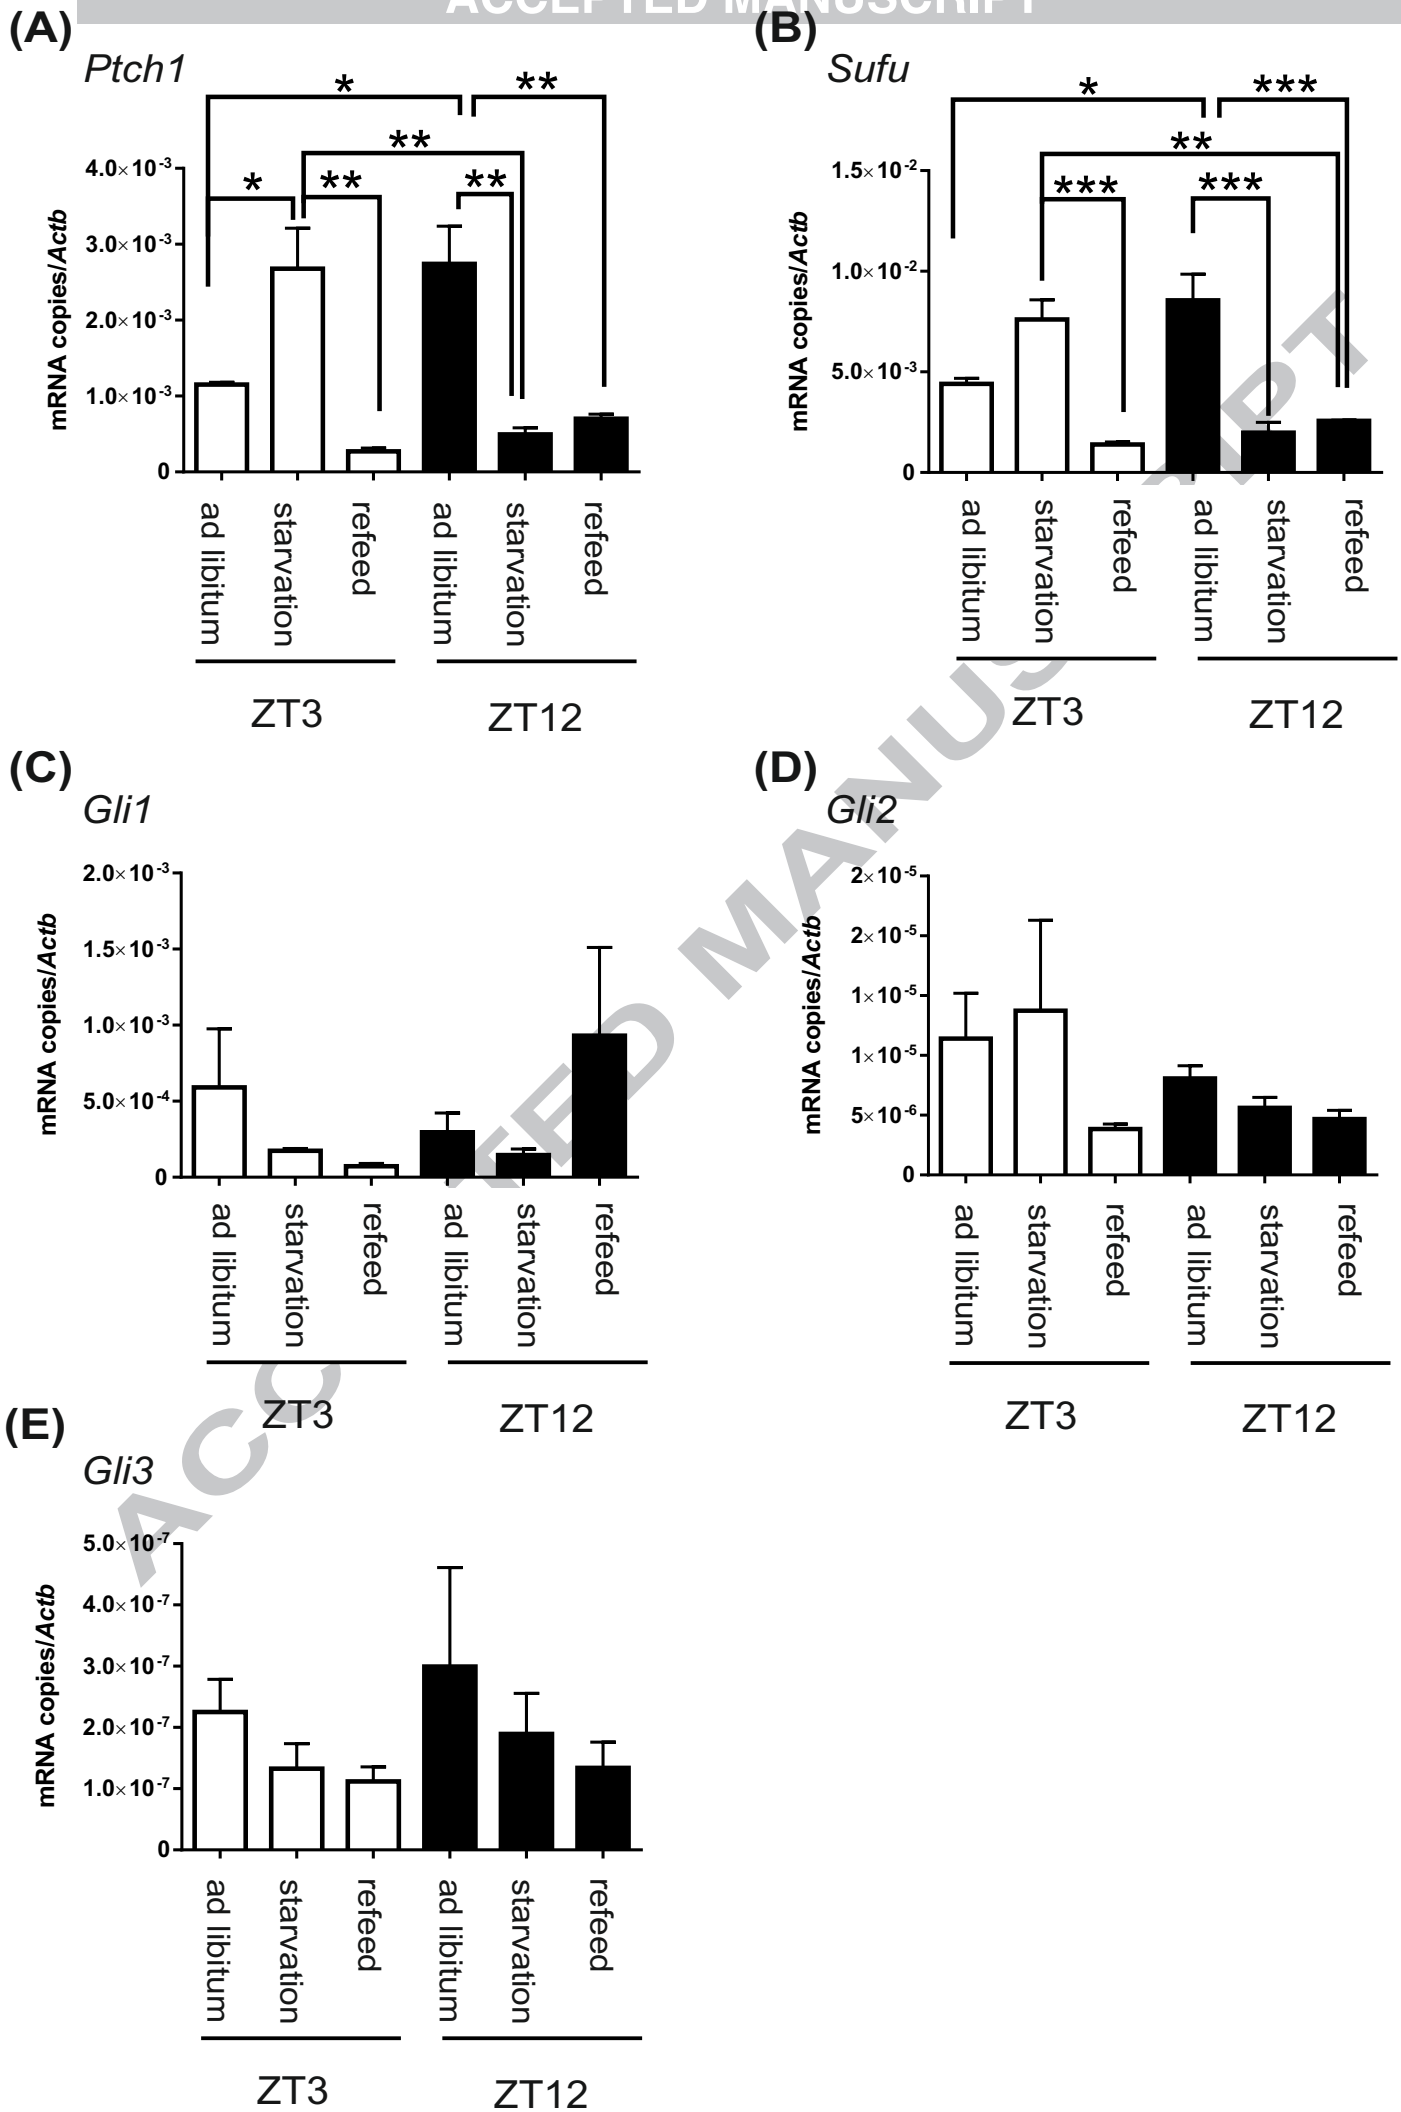 ACCEPTED MANUSCRIPT
(A)
Ptch1
* **
**
* ** **
4.0×10-3
3.0×10-3
2.0×10-3
1.0×10-3
0
mRNA copies/Actb
ad libitum
starvation
refeed
ad libitum
starvation
refeed
ZT3
ZT12
(B)
Sufu
* ***
**
*** ***
1.5×10-2
1.0×10-2
5.0×10-3
0
mRNA copies/Actb
ad libitum
starvation
refeed
ad libitum
starvation
refeed
ZT3
ZT12
(C)
Gli1
2.0×10-3
1.5×10-3
1.0×10-3
5.0×10-4
0
mRNA copies/Actb
ad libitum
starvation
refeed
ad libitum
starvation
refeed
ZT3
ZT12
(D)
Gli2
2×10-5
2×10-5
1×10-5
1×10-5
5×10-6
0
mRNA copies/Actb
ad libitum
starvation
refeed
ad libitum
starvation
refeed
ZT3
ZT12
(E)
Gli3
5.0×10-7
4.0×10-7
3.0×10-7
2.0×10-7
1.0×10-7
0
mRNA copies/Actb
ad libitum
starvation
refeed
ad libitum
starvation
refeed
ZT3
ZT12
ACCEPTED MANUSCRIPT